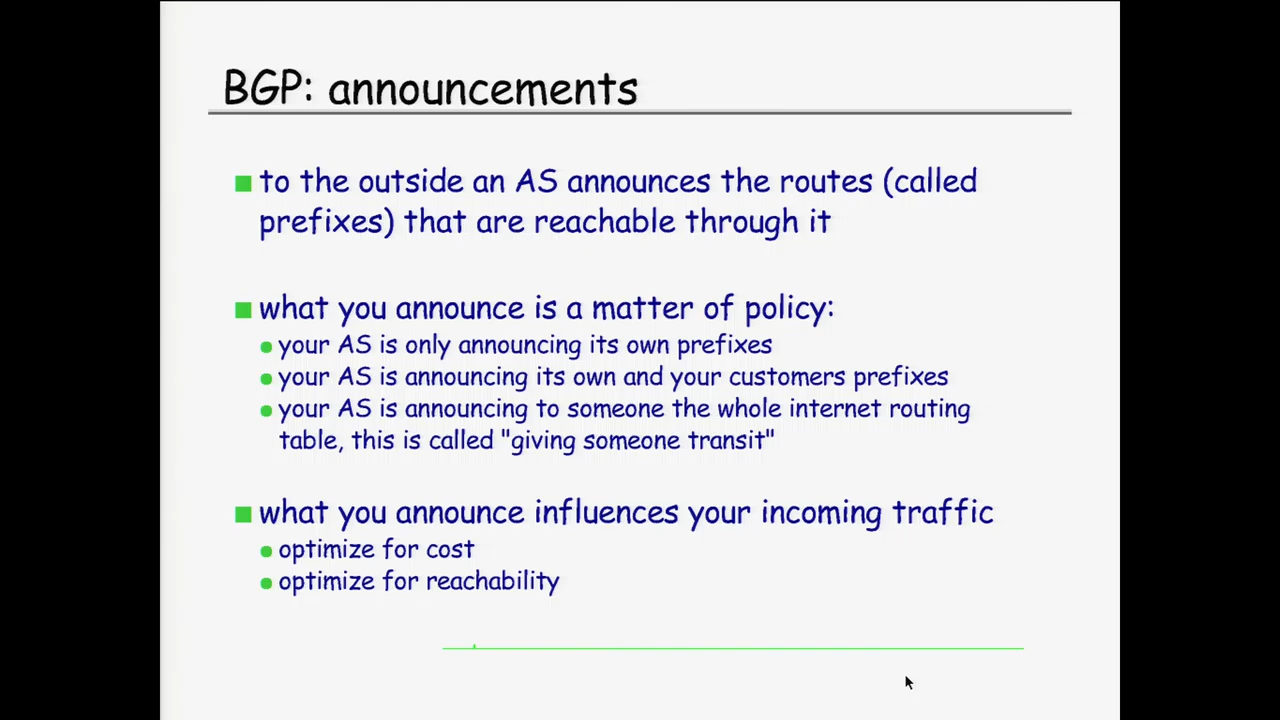 BGP: announcements
to the outside an AS announces the routes (called
prefixes) that are reachable through it
what you announce is a matter of policy:
your AS is only announcing its own prefixes
your AS is announcing its own and your customers prefixes
your AS is announcing to someone the whole internet routing
table, this is called "giving someone transit"
what you announce influences your incoming traffic
optimize for cost
optimize for reachability